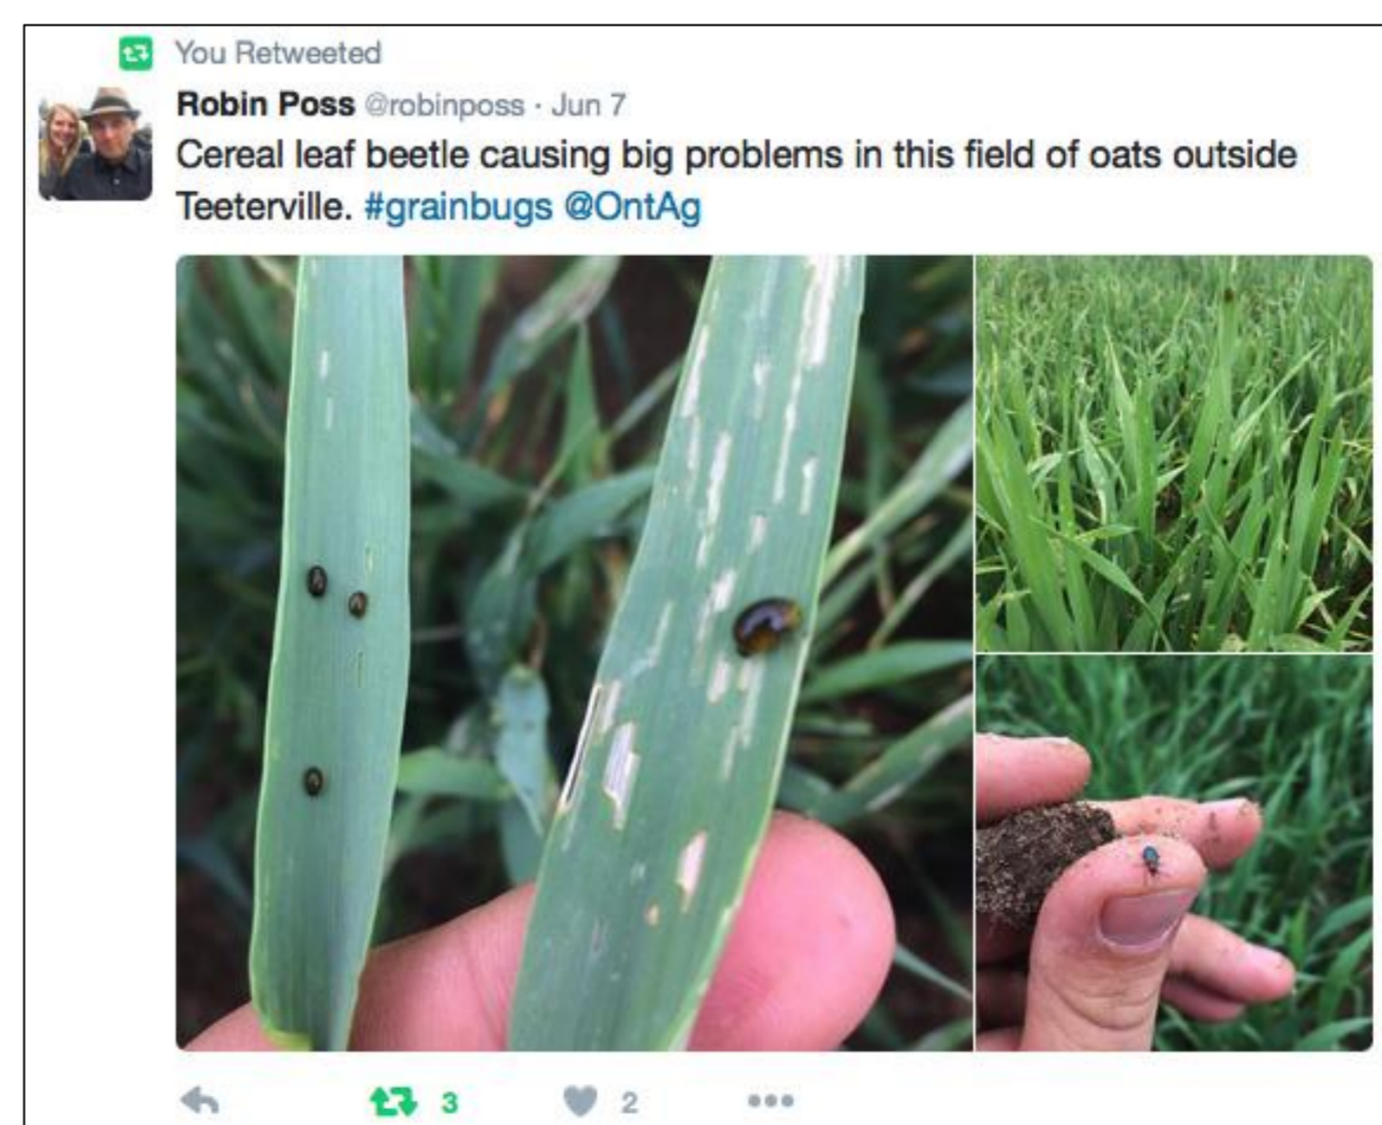 You Retweeted
Robin Poss @robinposs · Jun 7
Cereal leaf beetle causing big problems in this field of oats outside
Teeterville. #grainbugs @OntAg
3 2